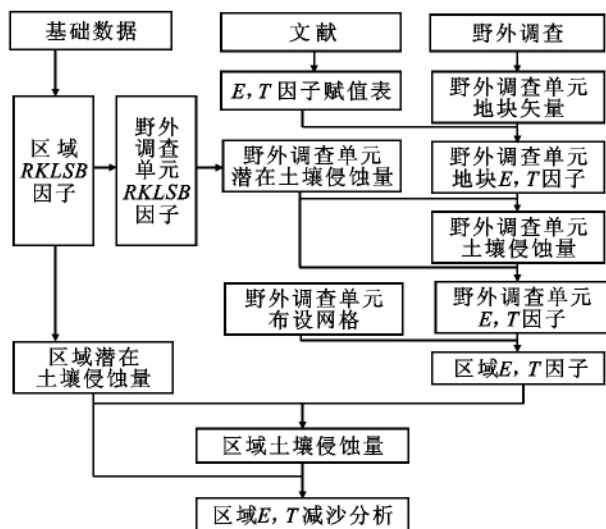 基础数据
文献
野外调查
E, T 因子赋值表
野外调查单元
地块矢量
区域
RKLSB
因子
野外
调查
单元
RKLSB
因子
野外调查单元
潜在土壤侵蚀量
野外调查单元
地块E, T因子
野外调查单元
土壤侵蚀量
野外调查单元
布设网格
野外调查单元
E, T因子
区域潜在
土壤侵蚀量
区域E, T因子
区域土壤侵蚀量
区域E, T减沙分析